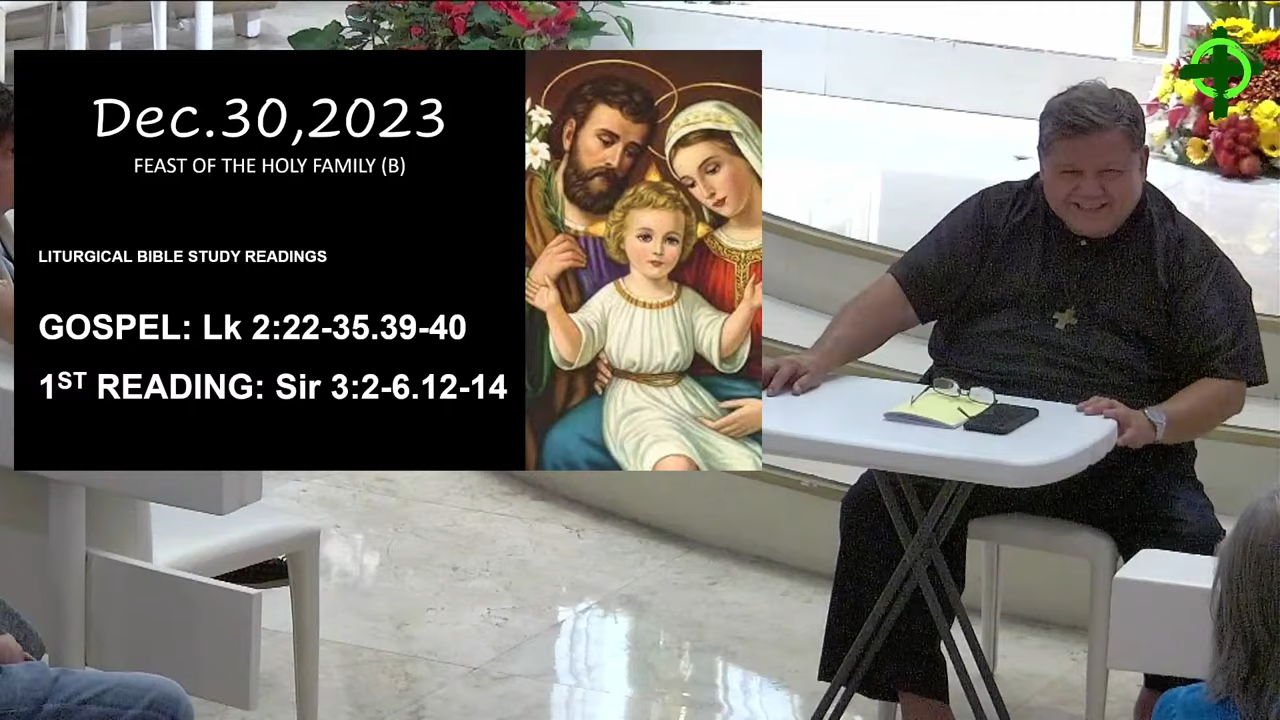 Dec.30,2023
FEAST OF THE HOLY FAMILY (B)
LITURGICAL BIBLE STUDY READINGS
GOSPEL: Lk 2:22-35.39-40
1ST READING: Sir 3:2-6.12-14